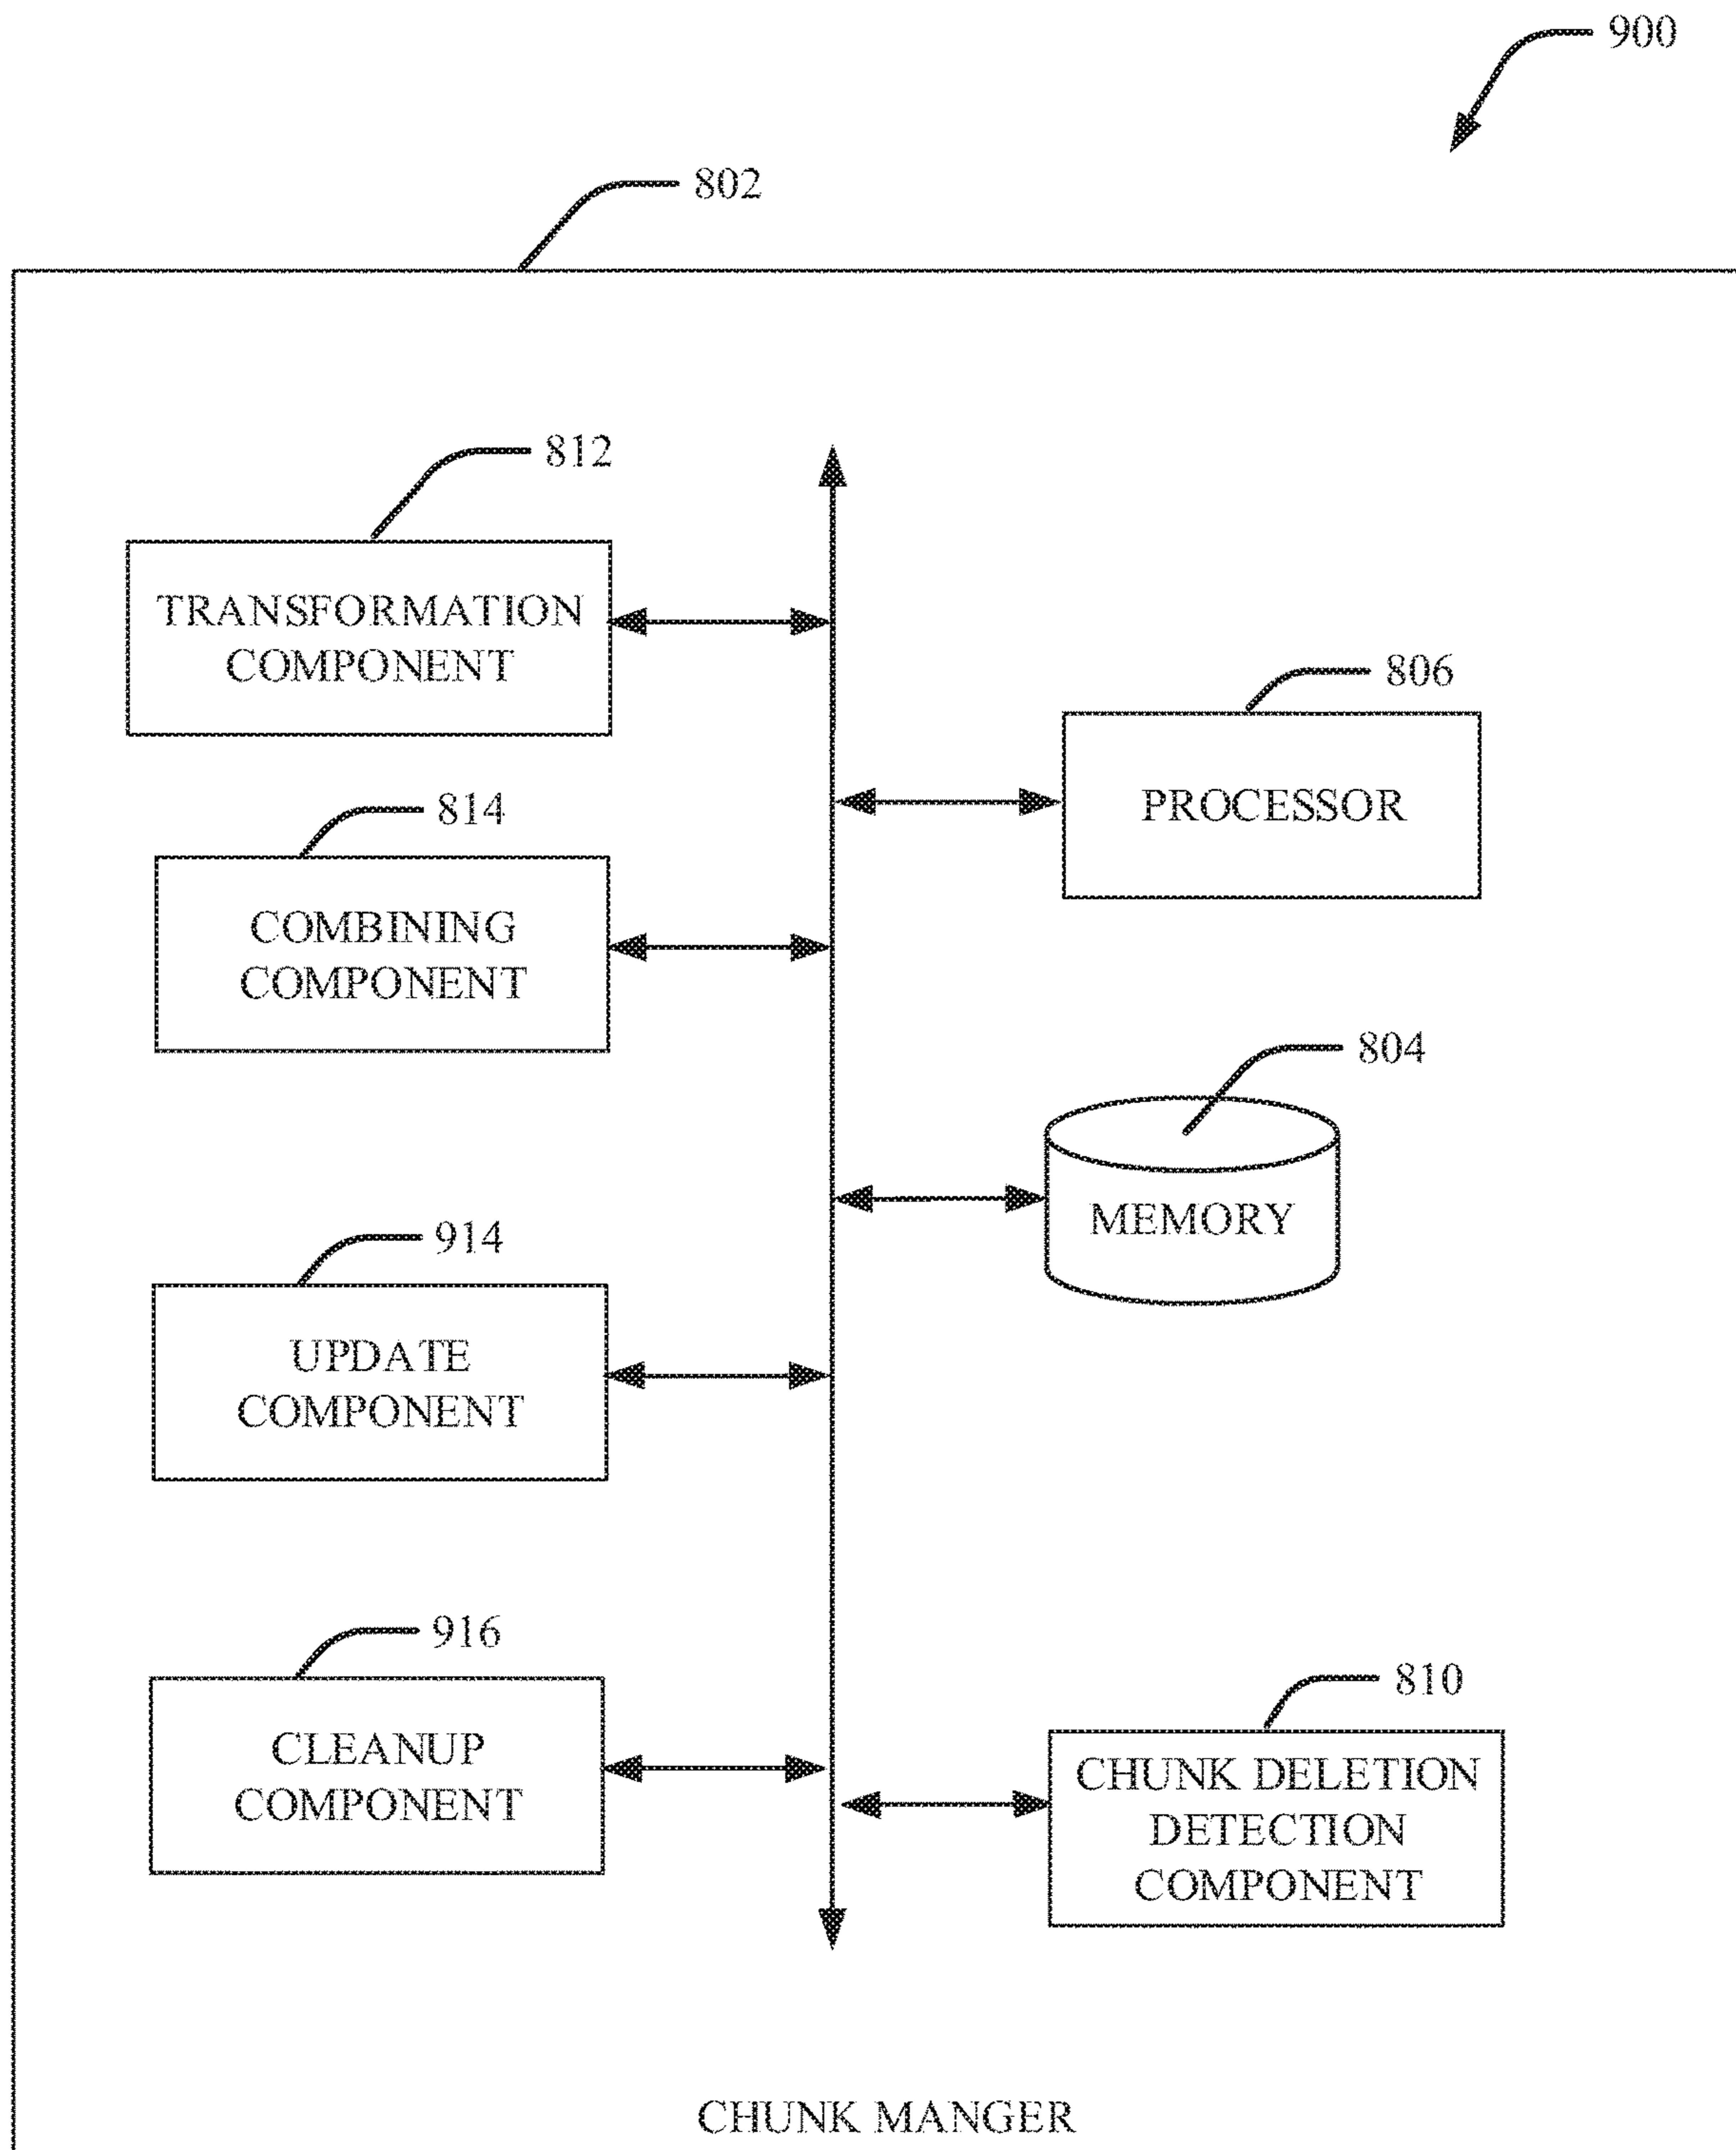 900
802
812
TRANSFORMATION
COMPONENT
806
PROCESSOR
814
COMBINING
COMPONENT
804
MEMORY
914
UPDATE
COMPONENT
916
CLEANUP
COMPONENT
810
CHUNK DELETION
DETECTION
COMPONENT
CHUNK MANGER